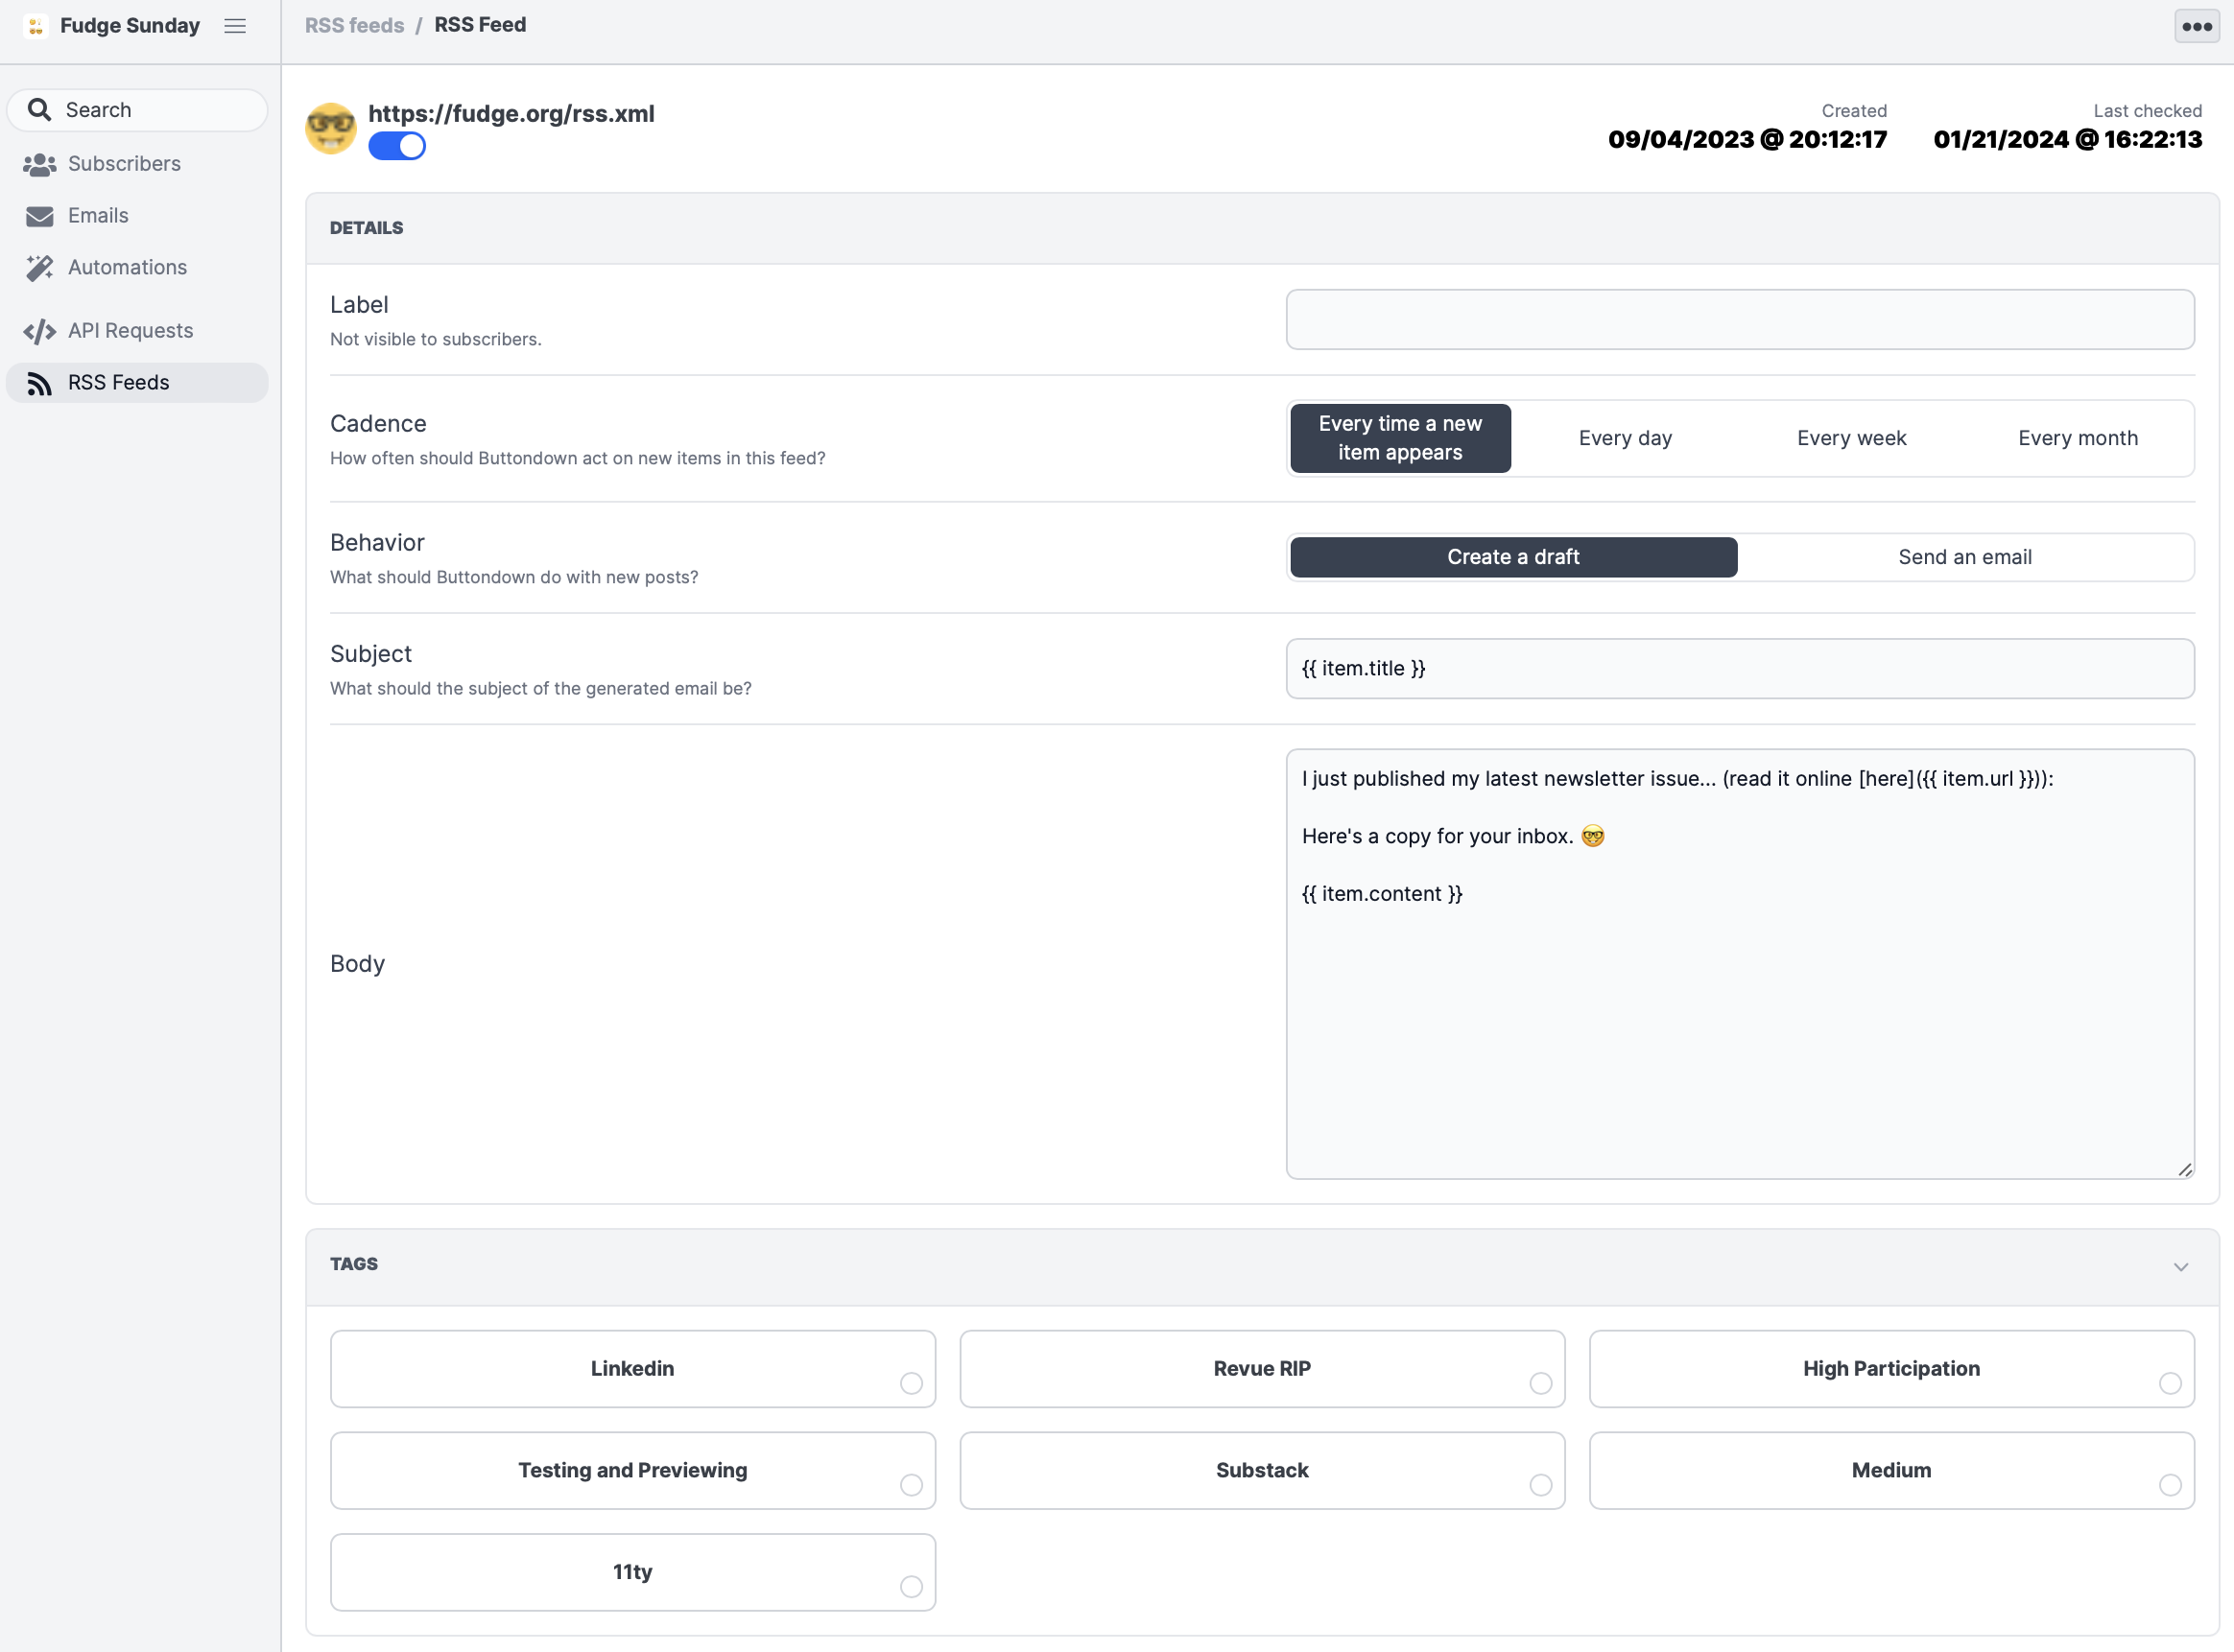 Fudge Sunday
RSS feeds / RSS Feed
Search
Subscribers
Emails
Automations
API Requests
RSS Feeds
https://fudge.org/rss.xml
Created
09/04/2023 @ 20:12:17
Last checked
01/21/2024 @ 16:22:13
DETAILS
Label
Not visible to subscribers.
Cadence
How often should Buttondown act on new items in this feed?
Every time a new
item appears
Every day
Every week
Every month
Behavior
What should Buttondown do with new posts?
Create a draft
Send an email
Subject
What should the subject of the generated email be?
{{ item.title }}
Body
I just published my latest newsletter issue... (read it online [here]({{ item.url }})):
Here's a copy for your inbox. 🤓
{{ item.content }}
TAGS
Linkedin
Revue RIP
High Participation
Testing and Previewing
Substack
Medium
11ty